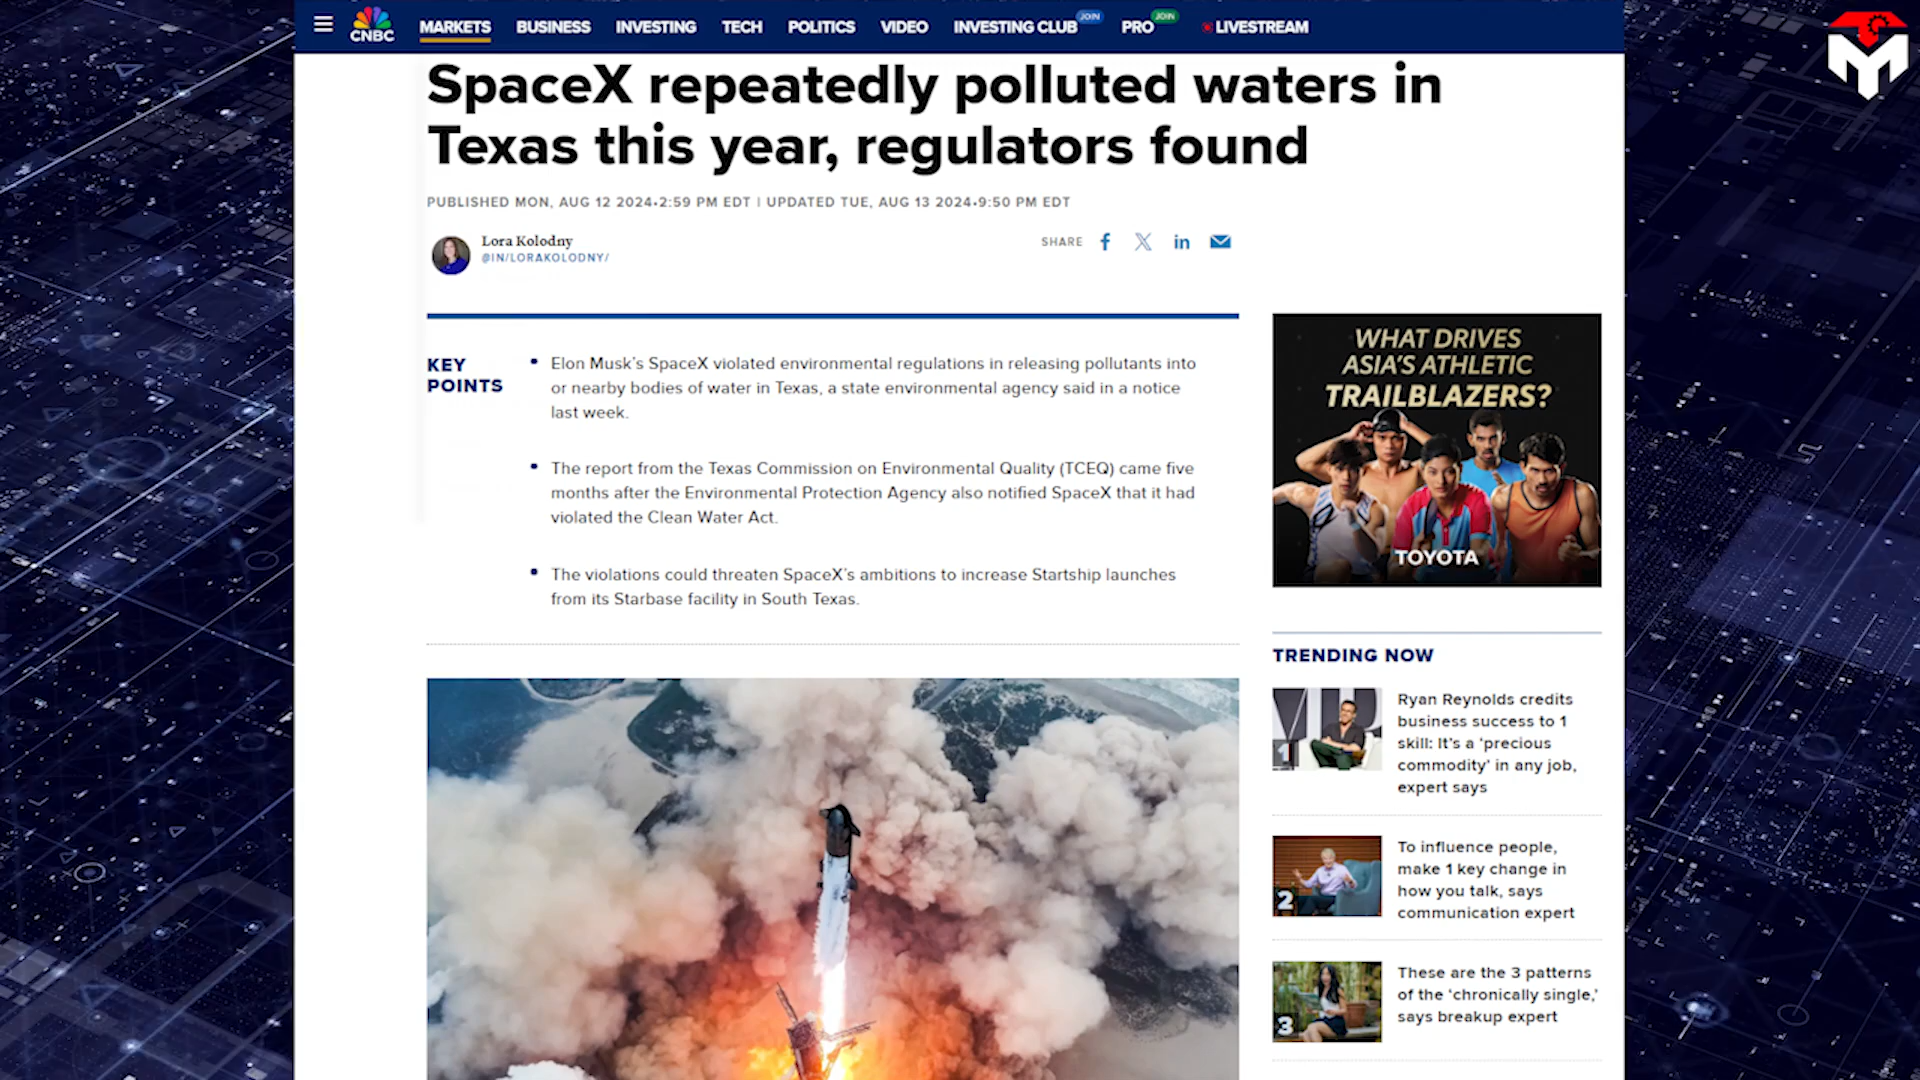 CNBC
MARKETS BUSINESS INVESTING TECH POLITICS VIDEO INVESTING CLUB JOIN PRO JOIN LIVESTREAM
SpaceX repeatedly polluted waters in
Texas this year, regulators found
PUBLISHED MON, AUG 12 2024•2:59 PM EDT | UPDATED TUE, AUG 13 2024•9:50 PM EDT
Lora Kolodny
@IN/LORAKOLODNY/
SHARE
KEY
POINTS
• Elon Musk's SpaceX violated environmental regulations in releasing pollutants into
or nearby bodies of water in Texas, a state environmental agency said in a notice
last week.
• The report from the Texas Commission on Environmental Quality (TCEQ) came five
months after the Environmental Protection Agency also notified SpaceX that it had
violated the Clean Water Act.
• The violations could threaten SpaceX's ambitions to increase Startship launches
from its Starbase facility in South Texas.
WHAT DRIVES
ASIA'S ATHLETIC
TRAILBLAZERS?
TOYOTA
TRENDING NOW
1
Ryan Reynolds credits
business success to 1
skill: It's a 'precious
commodity' in any job,
expert says
2
To influence people,
make 1 key change in
how you talk, says
communication expert
3
These are the 3 patterns
of the 'chronically single,'
says breakup expert